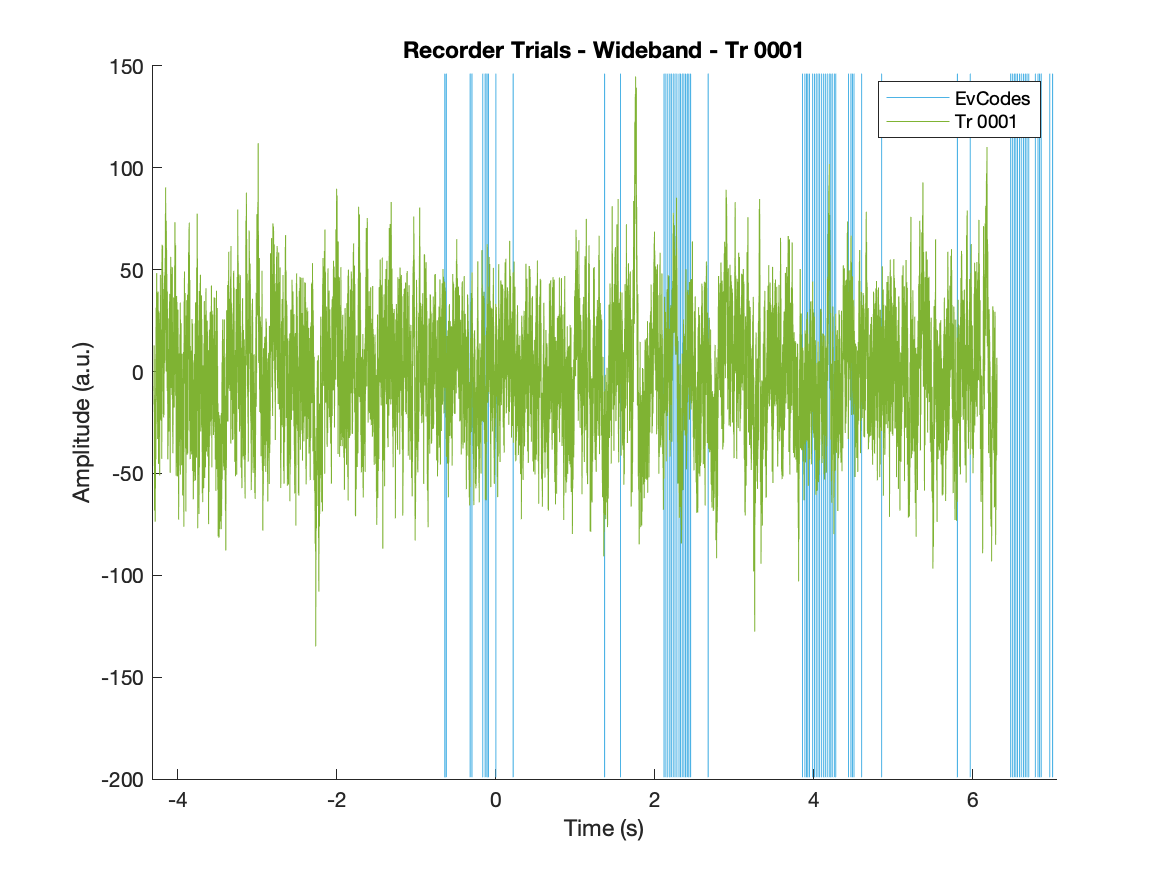 Recorder Trials - Wideband - Tr 0001
150
100
50
0
-50
-100
-150
-200
Amplitude (a.u.)
EvCodes
Tr 0001
-4 -2 0 2 4 6
Time (s)